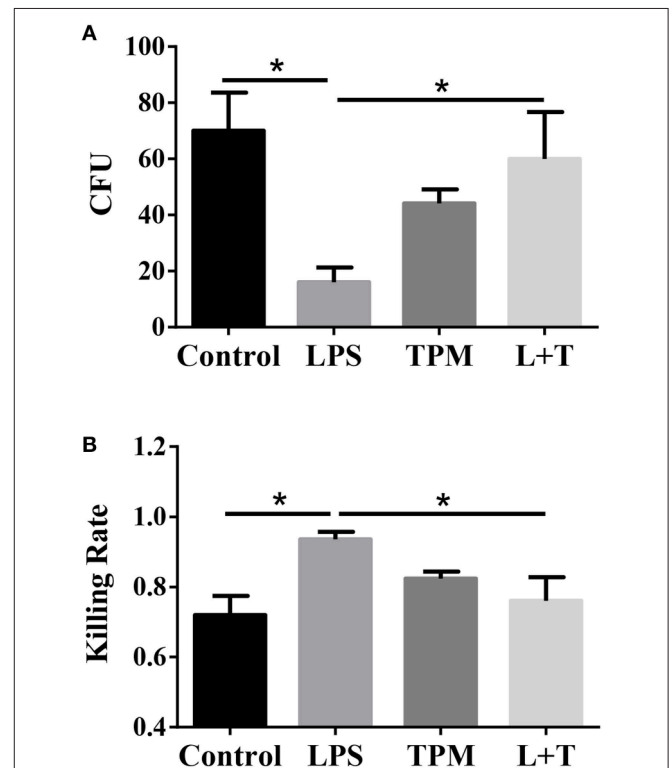 A
100
80
60
40
20
0
CFU
*
*
Control LPS TPM L+T
B
1.2
1.0
0.8
0.6
0.4
Killing Rate
*
*
Control LPS TPM L+T